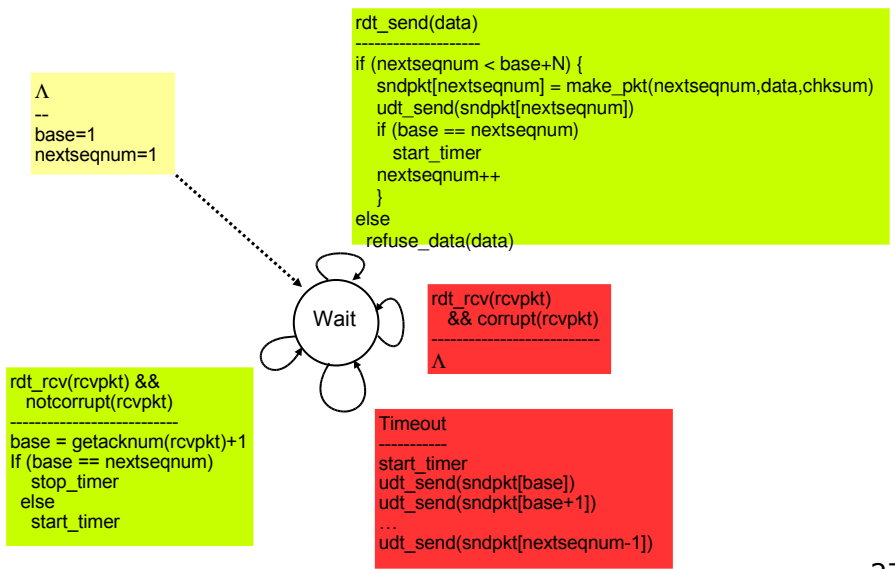 rdt_send(data)
--------------------
if (nextseqnum < base+N) {
sndpkt[nextseqnum] = make_pkt(nextseqnum,data,chksum)
udt_send(sndpkt[nextseqnum])
if (base == nextseqnum)
start_timer
nextseqnum++
}
else
refuse_data(data)
Λ
--
base=1
nextseqnum=1
Wait
rdt_rcv(rcvpkt)
&& corrupt(rcvpkt)
---------------------------
Λ
rdt_rcv(rcvpkt) &&
notcorrupt(rcvpkt)
---------------------------
base = getacknum(rcvpkt)+1
If (base == nextseqnum)
stop_timer
else
start_timer
Timeout
-----------
start_timer
udt_send(sndpkt[base])
udt_send(sndpkt[base+1])
…
udt_send(sndpkt[nextseqnum-1])